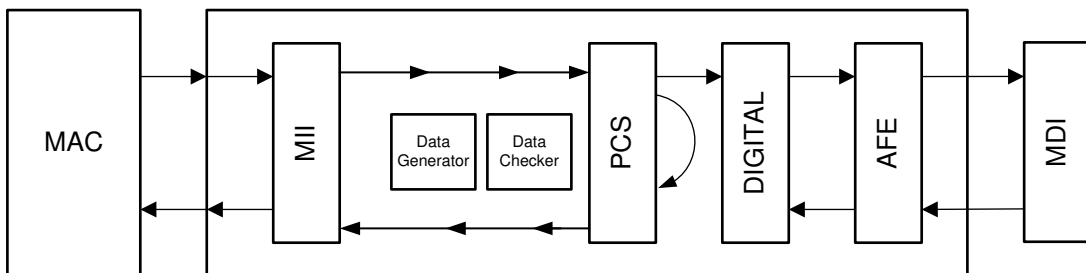 MAC
MII
Data
Generator
Data
Checker
PCS
DIGITAL
AFE
MDI